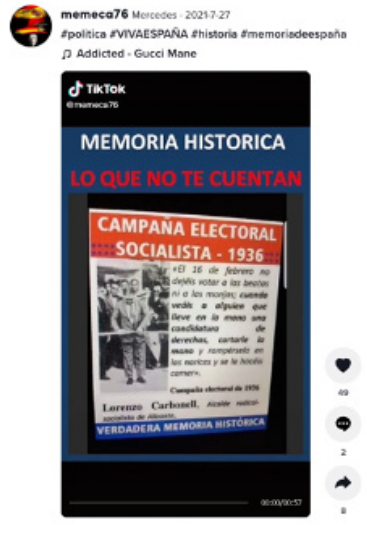 memeca76 Mercedes · 2021-7-27
#politica #VIVAESPAÑA #historia #memoriadeespaña
Addicted - Gucci Mane
TikTok
@memeca76
MEMORIA HISTORICA
LO QUE NO TE CUENTAN
CAMPAÑA ELECTORAL
SOCIALISTA - 1936
«El 16 de febrero no
dejéis votar a las beatas
ni a las monjas; cuando
veáis a alguien que
lleve en la mano una
candidatura de
derechas, cortarle la
mano y rompérsela en
las narices y se la hacéis
comer».
Campaña electoral de 1936
Lorenzo Carbonell, Alcalde radical-
socialista de Alicante.
VERDADERA MEMORIA HISTÓRICA
49
2
8
00:00/00:57